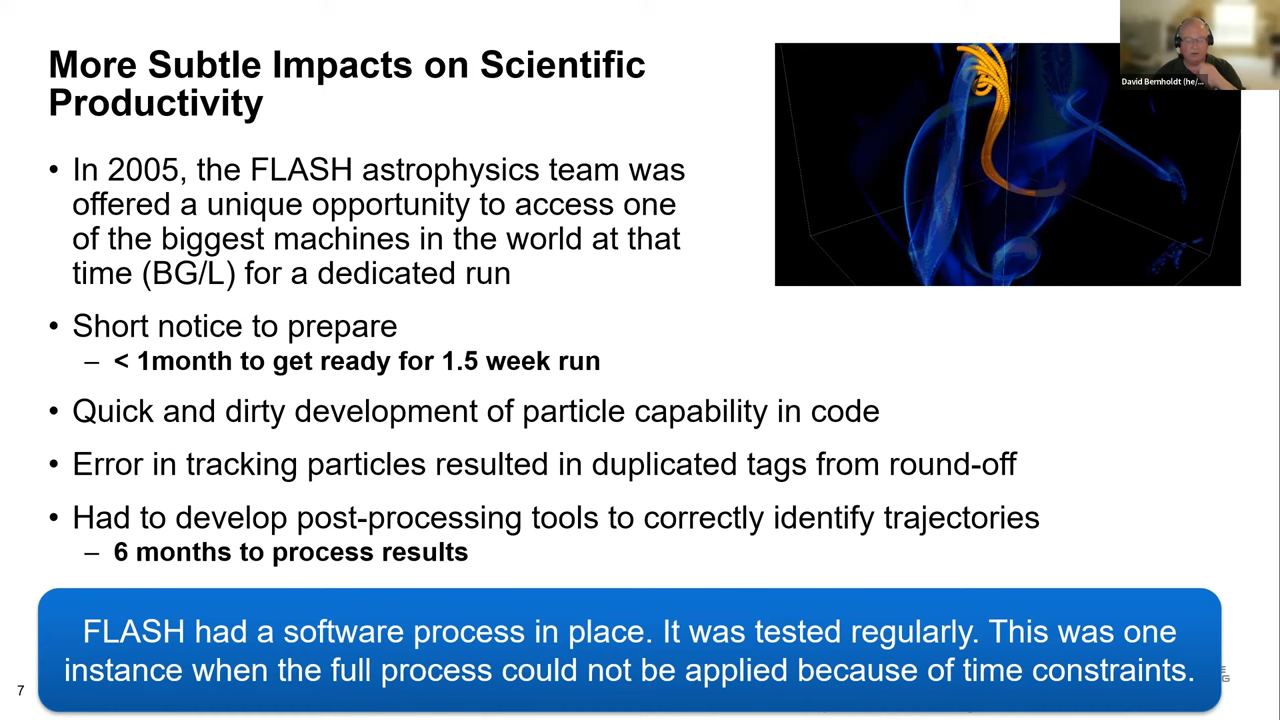 More Subtle Impacts on Scientific
Productivity
David Bernholdt (he/...
• In 2005, the FLASH astrophysics team was
offered a unique opportunity to access one
of the biggest machines in the world at that
time (BG/L) for a dedicated run
• Short notice to prepare
– < 1month to get ready for 1.5 week run
• Quick and dirty development of particle capability in code
• Error in tracking particles resulted in duplicated tags from round-off
• Had to develop post-processing tools to correctly identify trajectories
– 6 months to process results
FLASH had a software process in place. It was tested regularly. This was one
instance when the full process could not be applied because of time constraints.
7